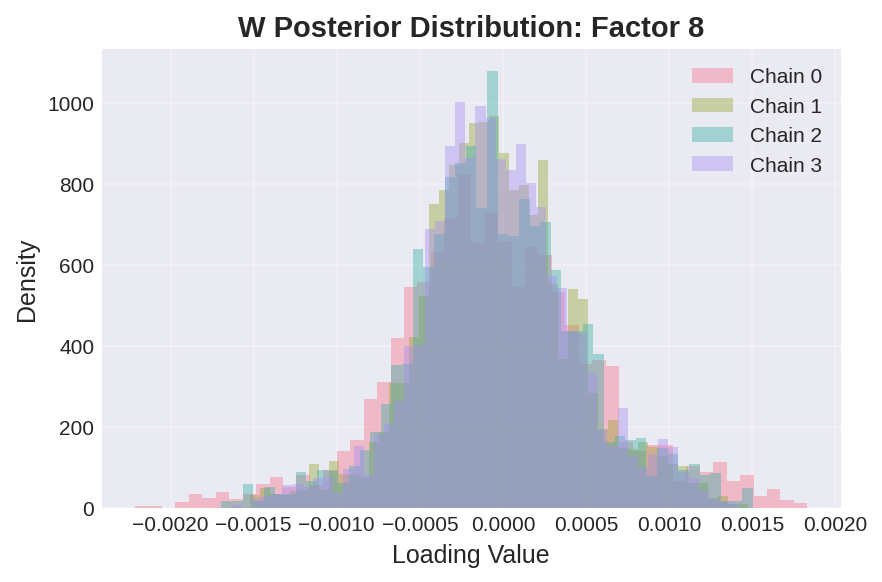 W Posterior Distribution: Factor 8
Chain 0
Chain 1
Chain 2
Chain 3
Density
1000
800
600
400
200
0
−0.0020 −0.0015 −0.0010 −0.0005 0.0000 0.0005 0.0010 0.0015 0.0020
Loading Value